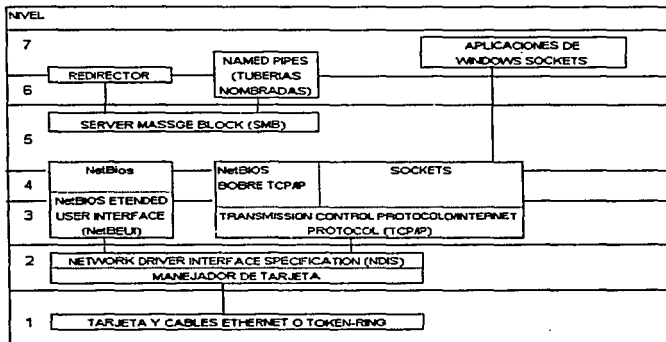 NIVEL
7
6
5
4
3
2
1
REDIRECTOR
NAMED PIPES
(TUBERIAS
NOMBRADAS)
APLICACIONES DE
WINDOWS SOCKETS
SERVER MASSGE BLOCK (SMB)
NetBios
NetBIOS ETENDED
USER INTERFACE
(NetBEUI)
NetBIOS
BOBRE TCP/IP
SOCKETS
TRANSMISSION CONTROL PROTOCOLO/INTERNET
PROTOCOL (TCP/IP)
NETWORK DRIVER INTERFACE SPECIFICATION (NDIS)
MANEJADOR DE TARJETA
TARJETA Y CABLES ETHERNET O TOKEN-RING